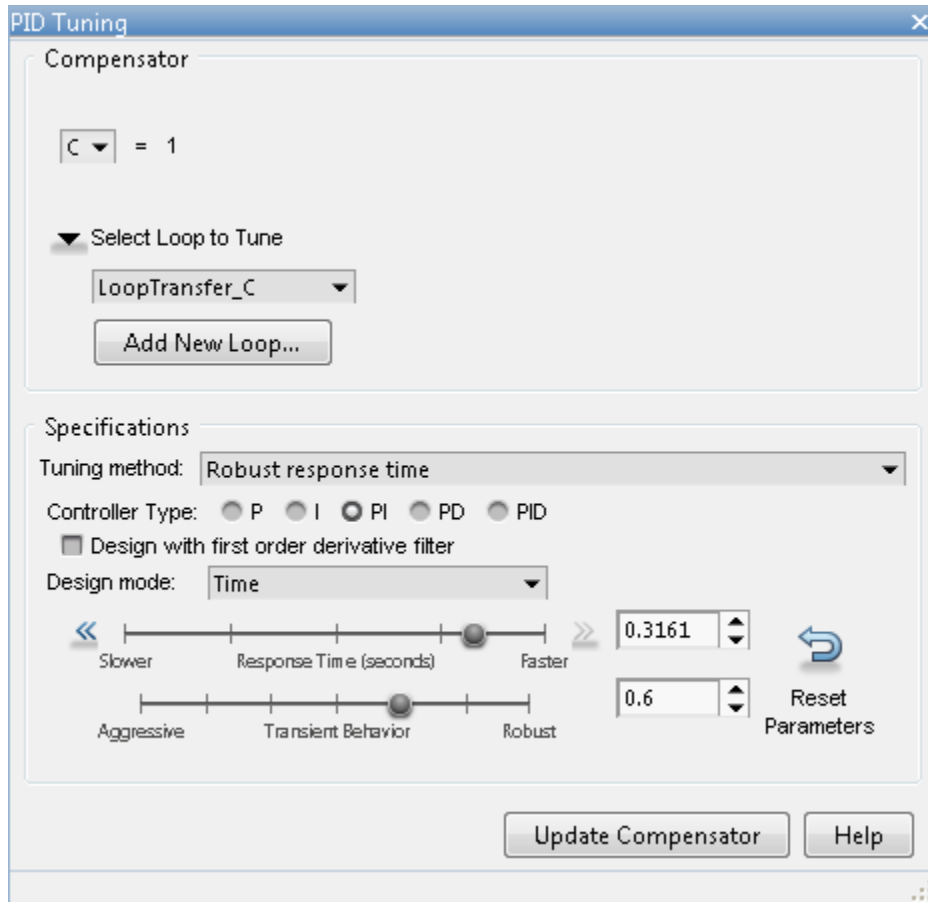 PID Tuning
Compensator
C = 1
Select Loop to Tune
LoopTransfer_C
Add New Loop...
Specifications
Tuning method: Robust response time
Controller Type: P I PI PD PID
Design with first order derivative filter
Design mode: Time
0.3161
Slower Response Time (seconds) Faster
0.6
Aggressive Transient Behavior Robust
Reset
Parameters
Update Compensator Help